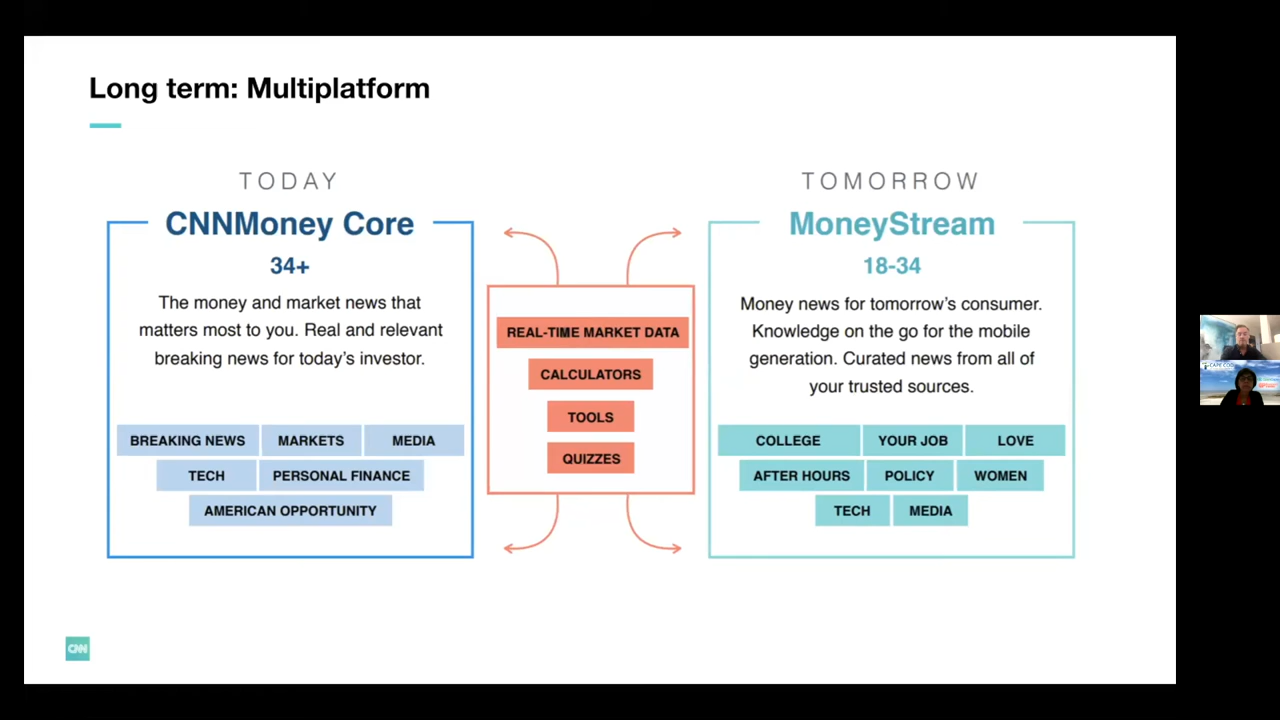 Long term: Multiplatform
TODAY
CNNMoney Core
34+
The money and market news that
matters most to you. Real and relevant
breaking news for today's investor.
BREAKING NEWS
MARKETS
MEDIA
TECH
PERSONAL FINANCE
AMERICAN OPPORTUNITY
REAL-TIME MARKET DATA
CALCULATORS
TOOLS
QUIZZES
TOMORROW
MoneyStream
18-34
Money news for tomorrow's consumer.
Knowledge on the go for the mobile
generation. Curated news from all of
your trusted sources.
COLLEGE
YOUR JOB
LOVE
AFTER HOURS
POLICY
WOMEN
TECH
MEDIA
CNN
CAPE COD